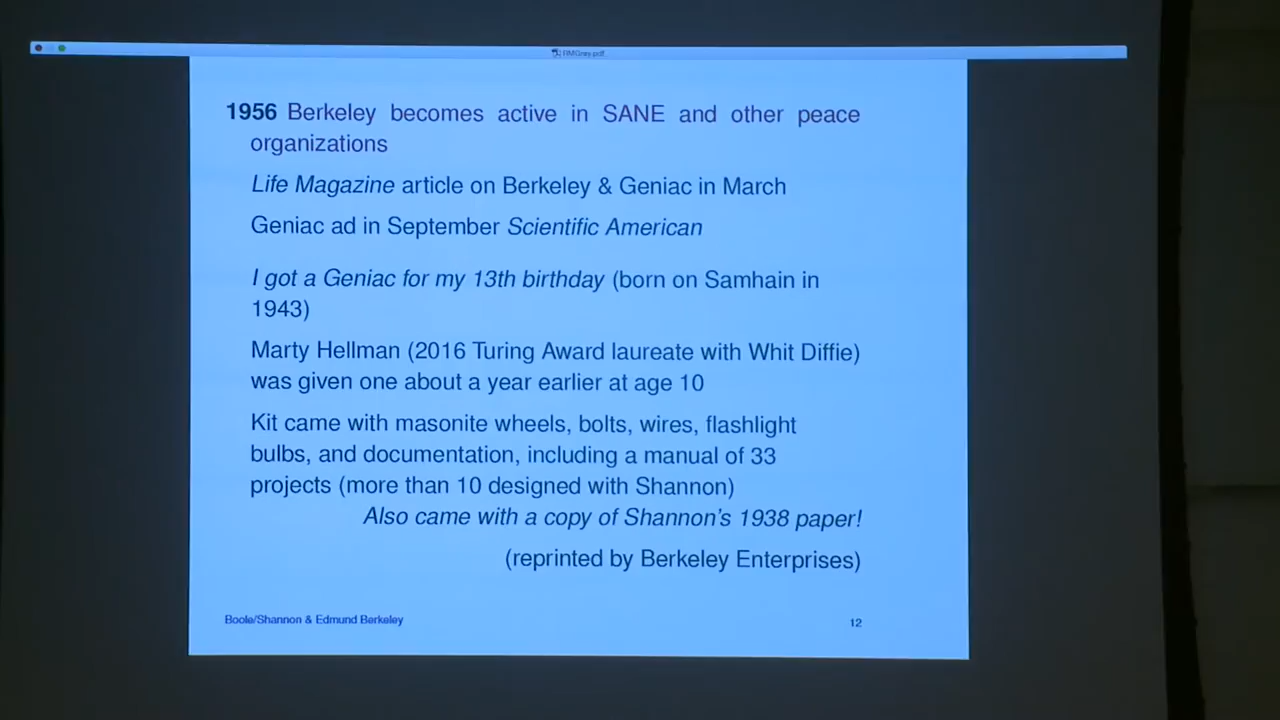 RMGray.pdf
1956 Berkeley becomes active in SANE and other peace
organizations
Life Magazine article on Berkeley & Geniac in March
Geniac ad in September Scientific American
I got a Geniac for my 13th birthday (born on Samhain in
1943)
Marty Hellman (2016 Turing Award laureate with Whit Diffie)
was given one about a year earlier at age 10
Kit came with masonite wheels, bolts, wires, flashlight
bulbs, and documentation, including a manual of 33
projects (more than 10 designed with Shannon)
Also came with a copy of Shannon's 1938 paper!
(reprinted by Berkeley Enterprises)
Boole/Shannon & Edmund Berkeley 12